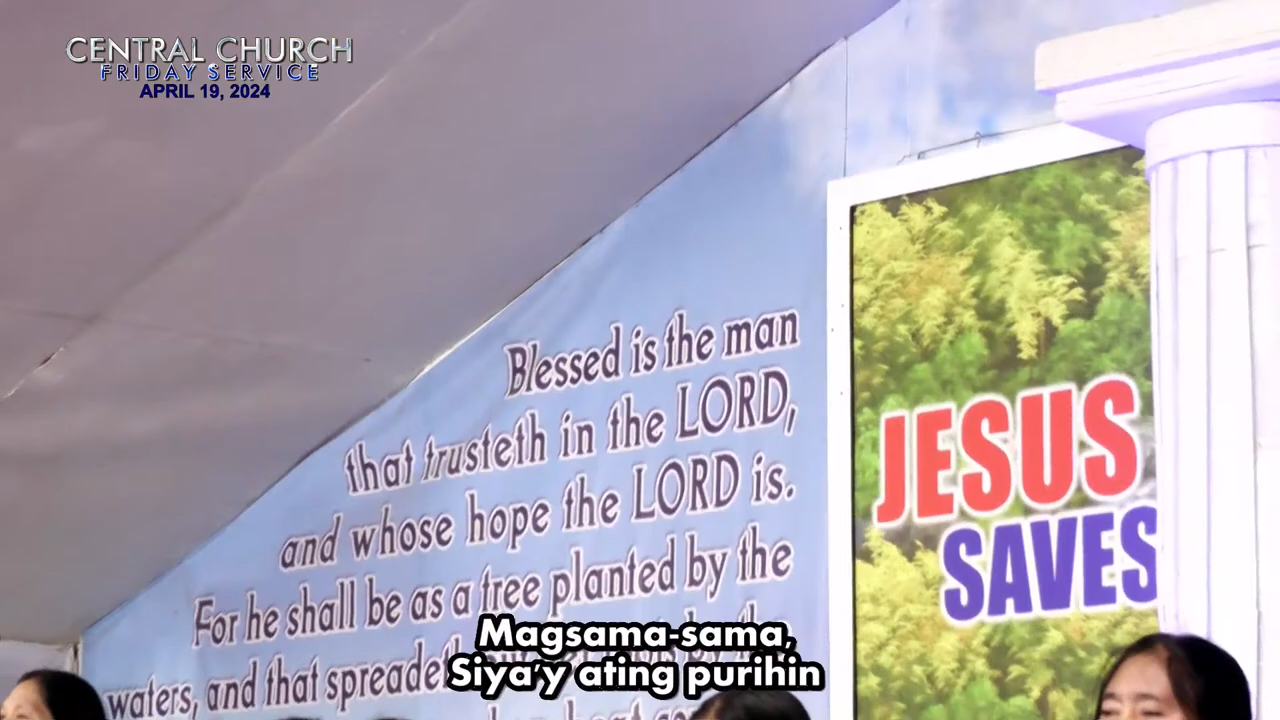 CENTRAL CHURCH
FRIDAY SERVICE
APRIL 19, 2024
Blessed is the man
that trusteth in the LORD,
and whose hope the LORD is.
For he shall be as a tree planted by the
waters, and that spreadeth
JESUS
SAVES
Magsama-sama,
Siya'y ating purihin